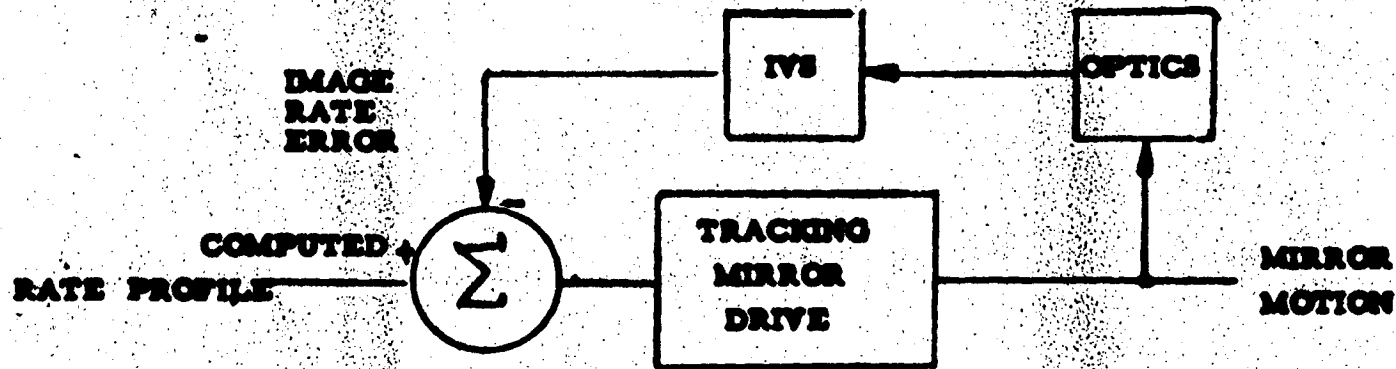 IVS
OPTICS
IMAGE
RATE
ERROR
-
COMPUTED +
RATE PROFILE
Σ
TRACKING
MIRROR
DRIVE
MIRROR
MOTION